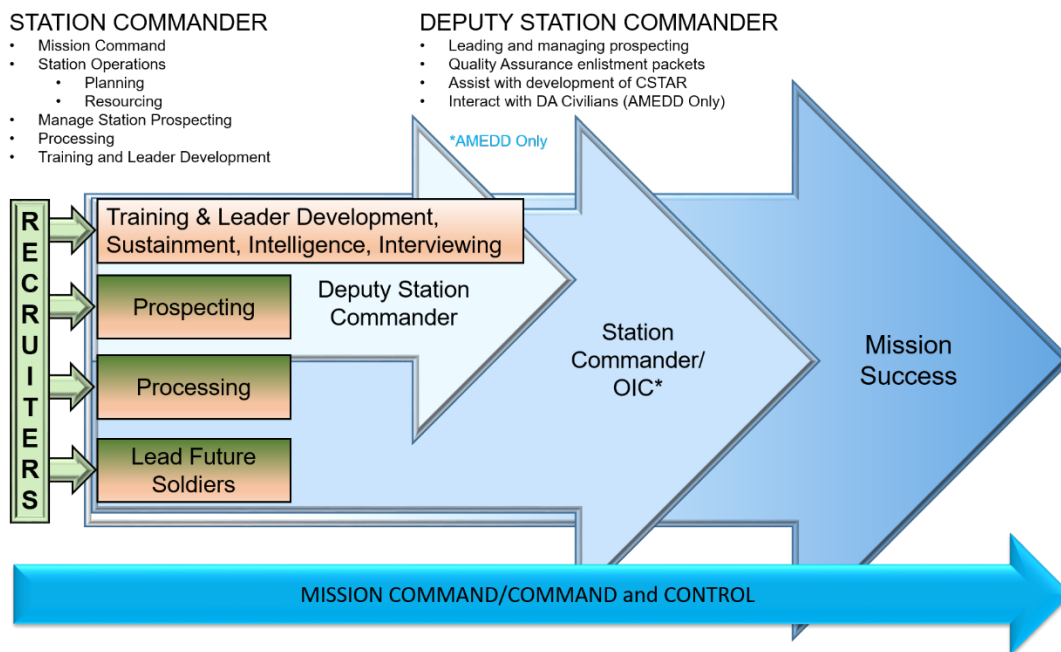 STATION COMMANDER
• Mission Command
• Station Operations
• Planning
• Resourcing
• Manage Station Prospecting
• Processing
• Training and Leader Development
DEPUTY STATION COMMANDER
• Leading and managing prospecting
• Quality Assurance enlistment packets
• Assist with development of CSTAR
• Interact with DA Civilians (AMEDD Only)
*AMEDD Only
RECRUITERS
Training & Leader Development,
Sustainment, Intelligence, Interviewing
Prospecting
Processing
Lead Future
Soldiers
Deputy Station
Commander
Station
Commander/
OIC*
Mission
Success
MISSION COMMAND/COMMAND and CONTROL